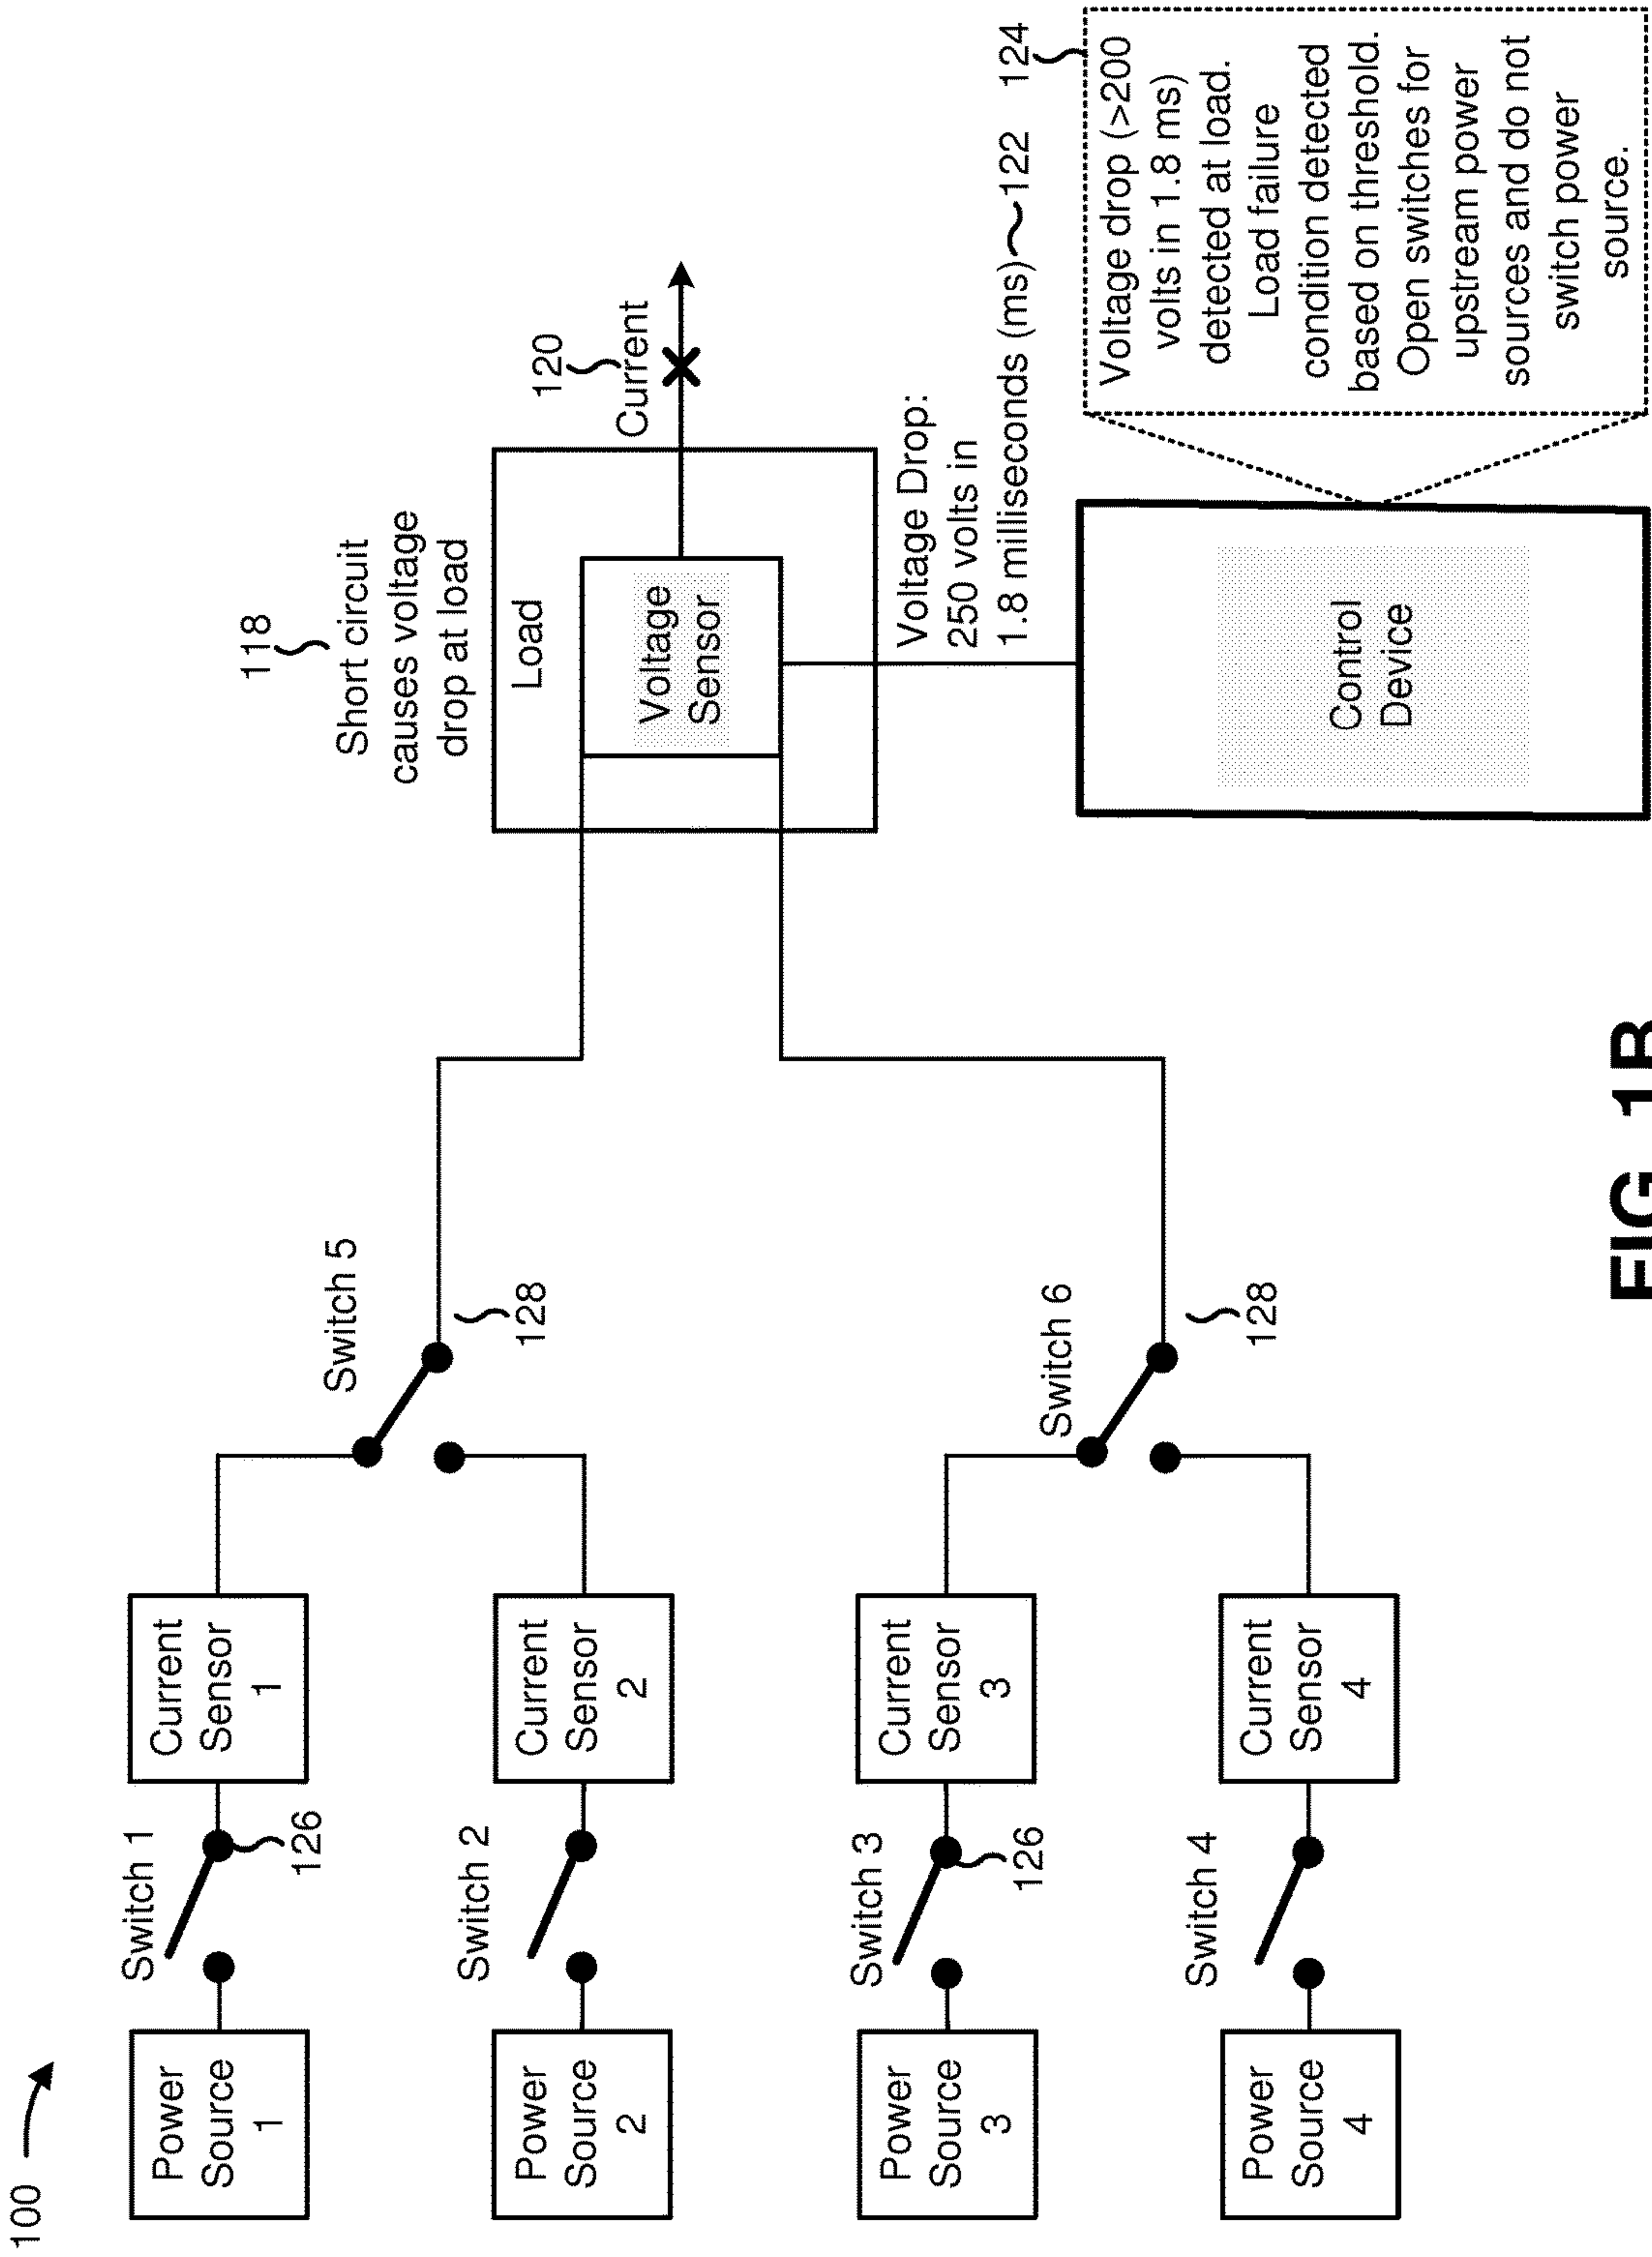 100
118
Short circuit
causes voltage
drop at load
120
Current
Load
Voltage
Sensor
Switch 5
128
Power
Source
1
Switch 1
126
Current
Sensor
1
Power
Source
2
Switch 2
Current
Sensor
2
Voltage Drop:
250 volts in
1.8 milliseconds (ms)
122
124
Voltage drop (>200
volts in 1.8 ms)
detected at load.
Load failure
condition detected
based on threshold.
Open switches for
upstream power
sources and do not
switch power
source.
Control
Device
Switch 6
128
Power
Source
3
Switch 3
126
Current
Sensor
3
Power
Source
4
Switch 4
Current
Sensor
4
FIG. 1B